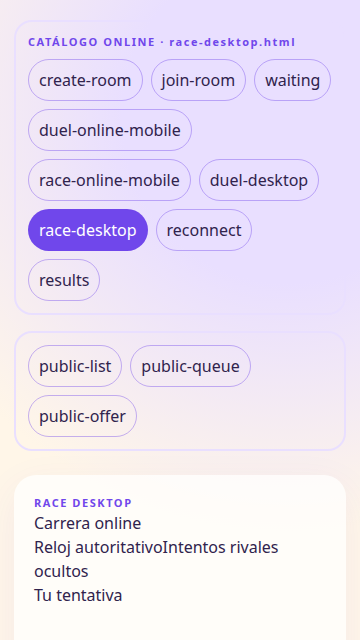 CATÁLOGO ONLINE · race-desktop.html
create-room join-room waiting
duel-online-mobile
race-online-mobile duel-desktop
race-desktop reconnect
results
public-list public-queue
public-offer
RACE DESKTOP
Carrera online
Reloj autoritativoIntentos rivales
ocultos
Tu tentativa